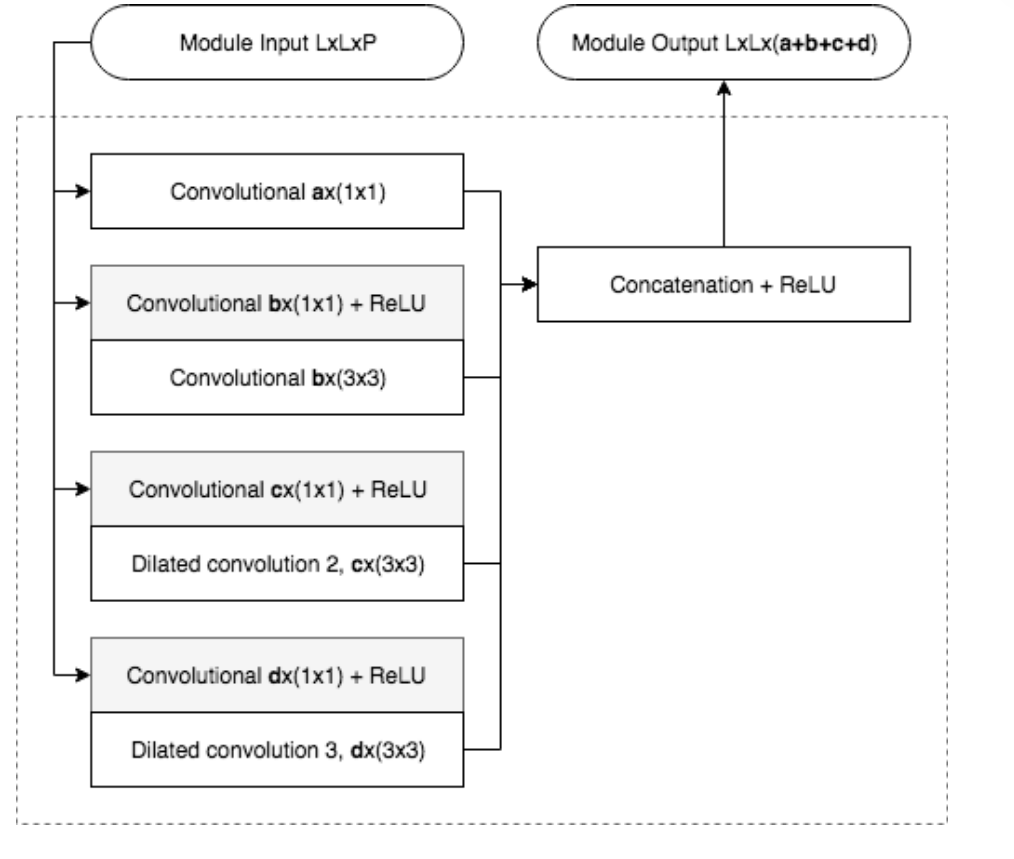 Module Input LxLxP
Module Output LxLx(a+b+c+d)
Convolutional ax(1x1)
Convolutional bx(1x1) + ReLU
Convolutional bx(3x3)
Convolutional cx(1x1) + ReLU
Dilated convolution 2, cx(3x3)
Convolutional dx(1x1) + ReLU
Dilated convolution 3, dx(3x3)
Concatenation + ReLU